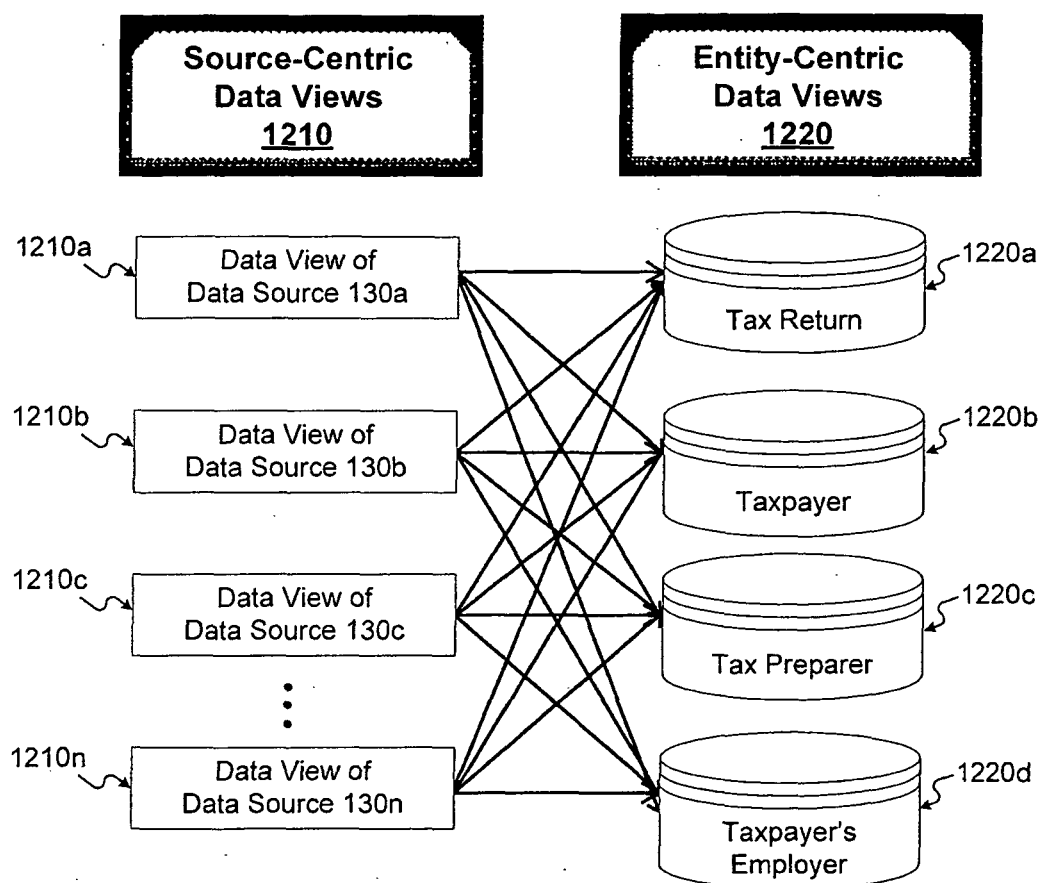 Source-Centric
Data Views
1210
Entity-Centric
Data Views
1220
1210a
Data View of
Data Source 130a
Tax Return
1220a
1210b
Data View of
Data Source 130b
Taxpayer
1220b
1210c
Data View of
Data Source 130c
Tax Preparer
1220c
1210n
Data View of
Data Source 130n
Taxpayer's
Employer
1220d